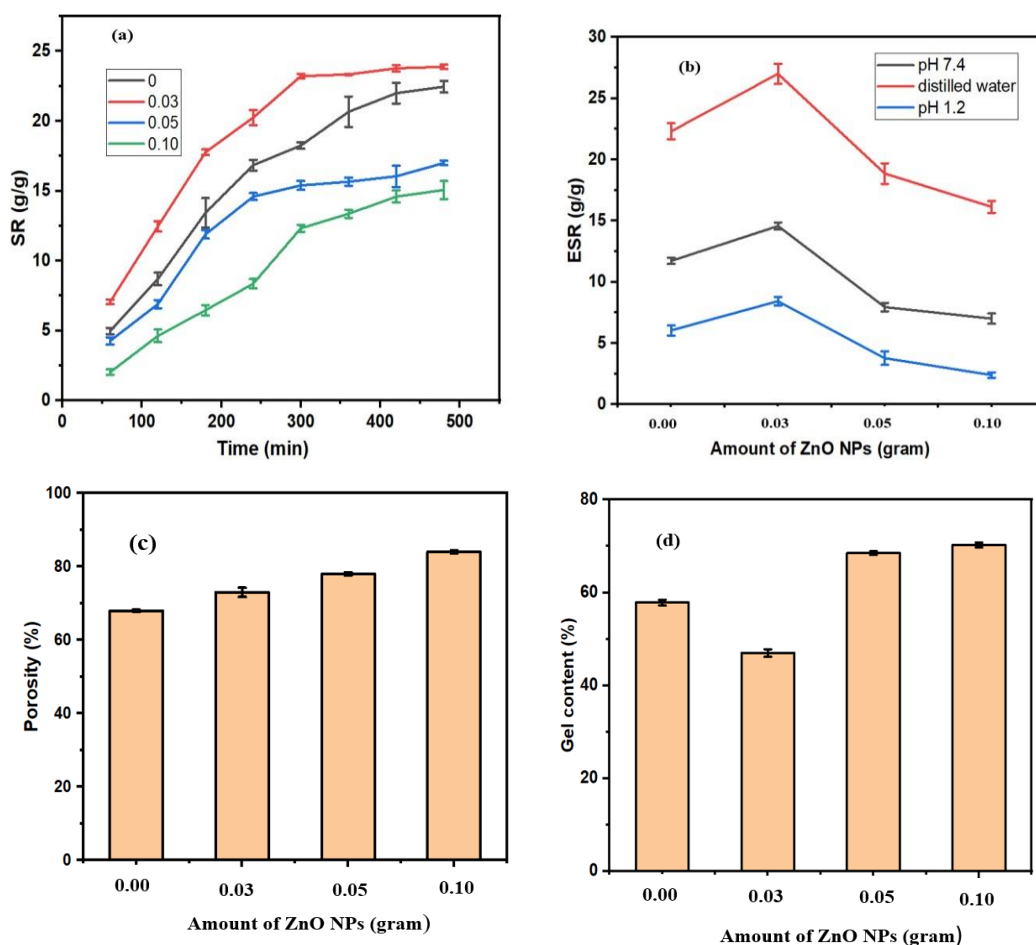 (a)
0
0.03
0.05
0.10
SR (g/g)
25
20
15
10
5
0
0 100 200 300 400 500
Time (min)
(b)
pH 7.4
distilled water
pH 1.2
ESR (g/g)
30
25
20
15
10
5
0
0.00 0.03 0.05 0.10
Amount of ZnO NPs (gram)
(c)
Porosity (%)
100
80
60
40
20
0
0.00 0.03 0.05 0.10
Amount of ZnO NPs (gram)
(d)
Gel content (%)
80
60
40
20
0
0.00 0.03 0.05 0.10
Amount of ZnO NPs (gram)